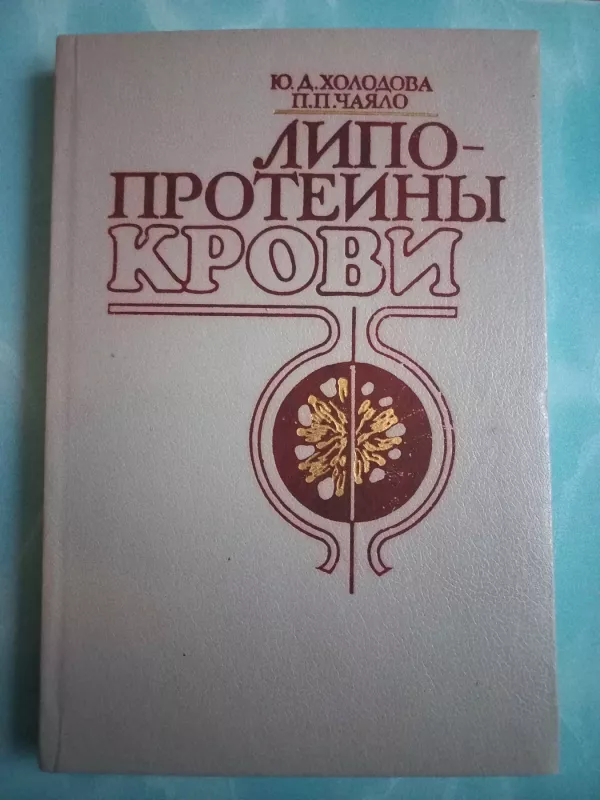 Ю.Д.ХОЛОДОВА
П.П.ЧАЯЛО
ЛИПО-
ПРОТЕИНЫ
КРОВИ